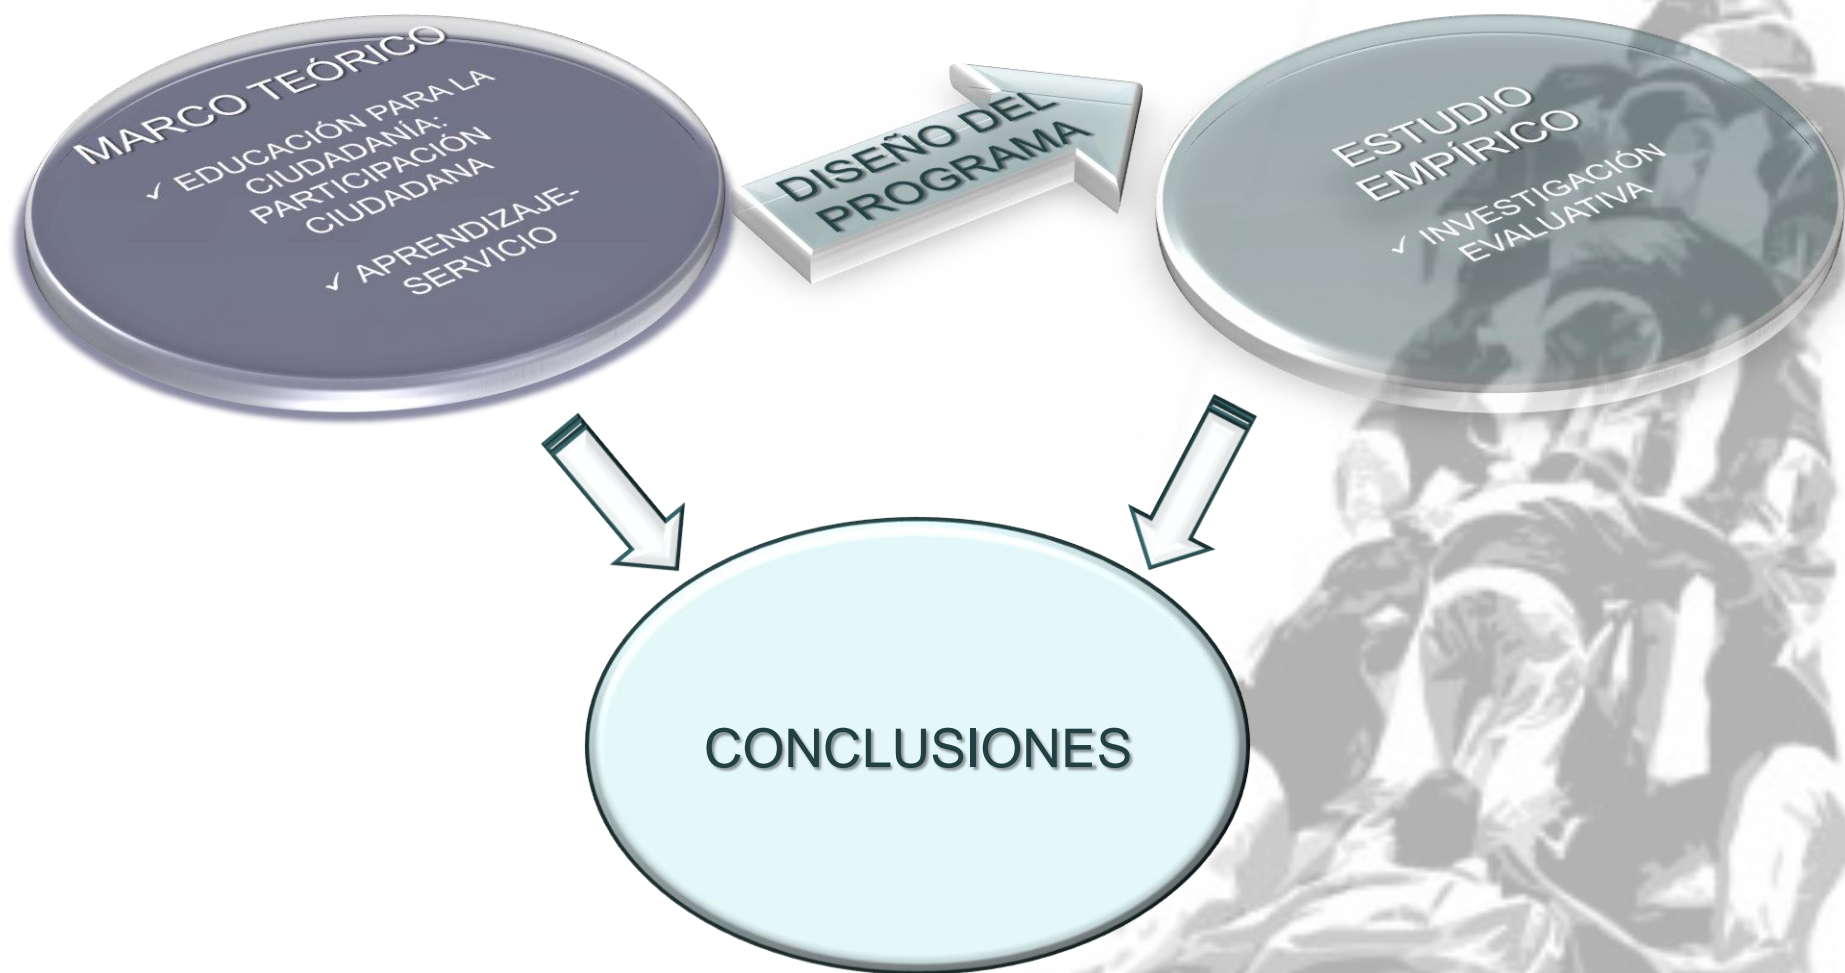 MARCO TEÓRICO
✓ EDUCACIÓN PARA LA
CIUDADANÍA:
PARTICIPACIÓN
CIUDADANA
✓ APRENDIZAJE-
SERVICIO
DISEÑO DEL
PROGRAMA
ESTUDIO
EMPÍRICO
✓ INVESTIGACIÓN
EVALUATIVA
CONCLUSIONES